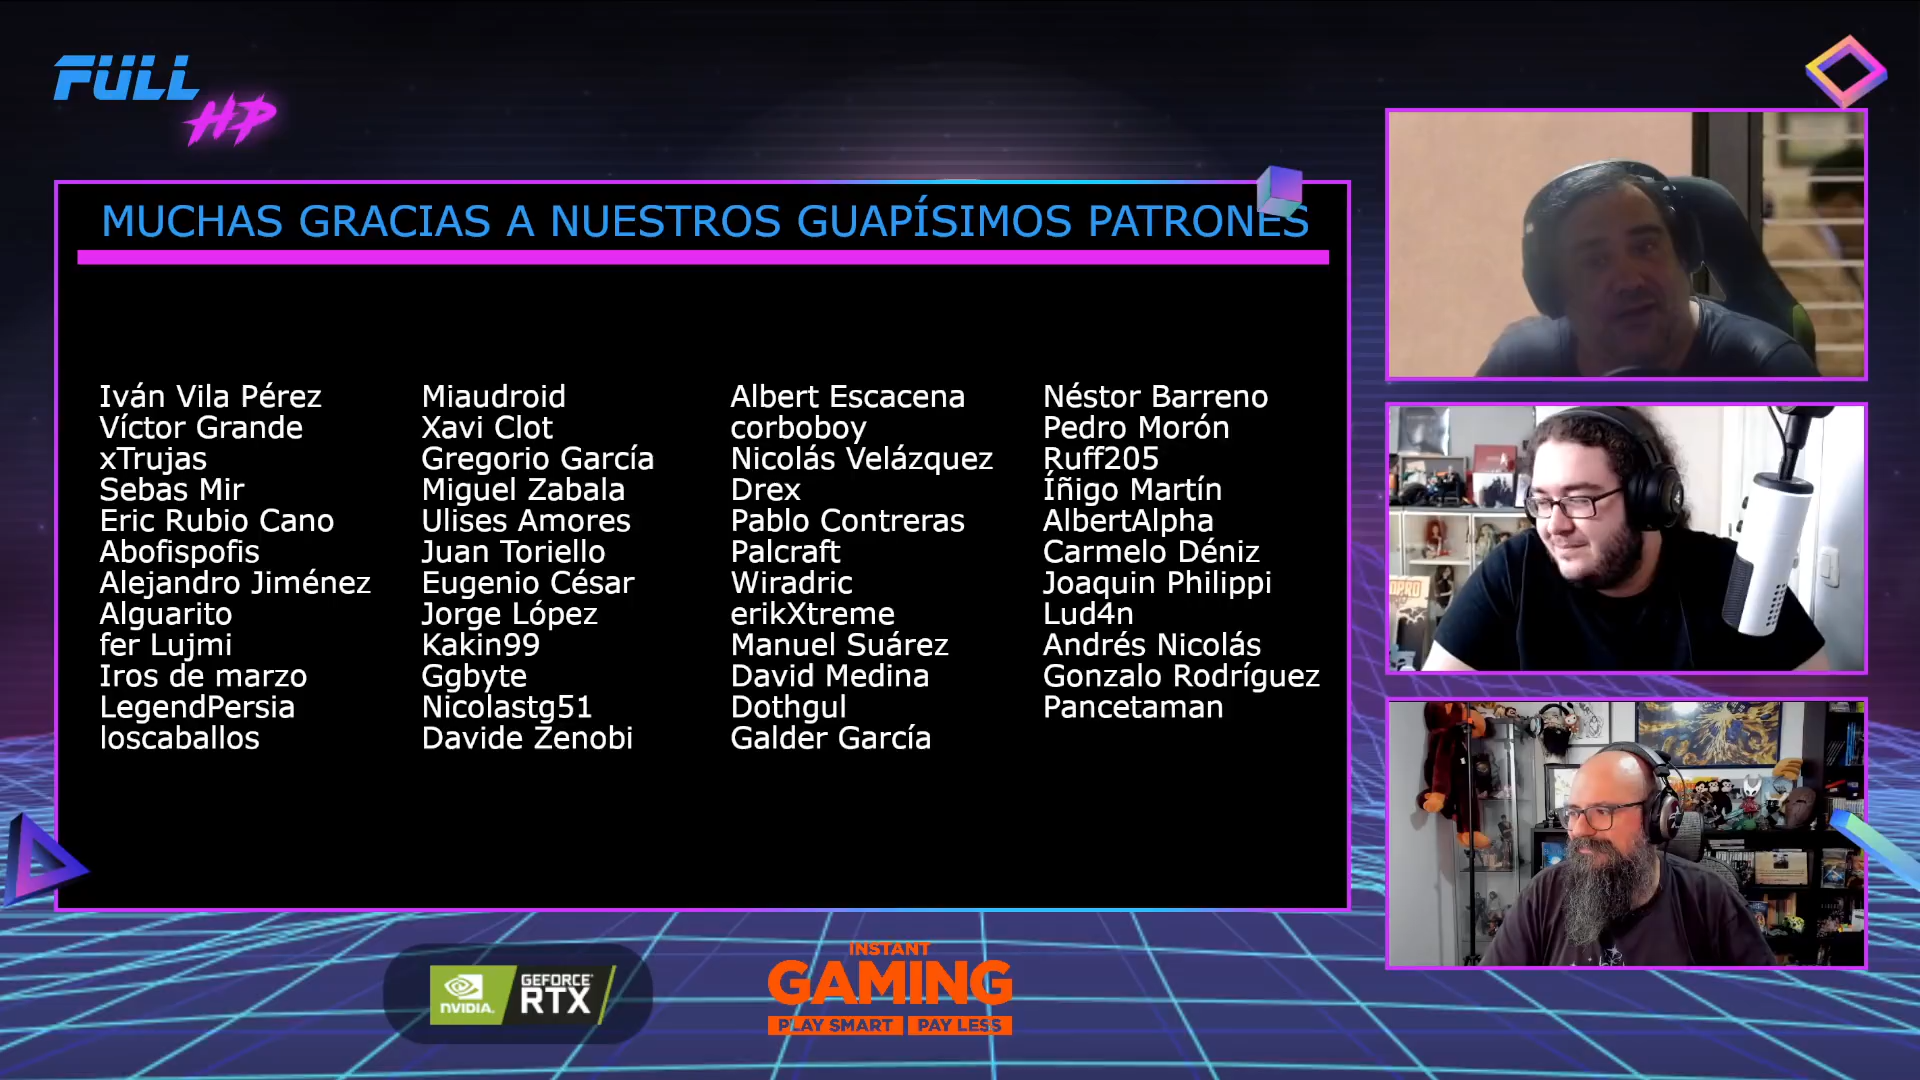 FULL
HP
MUCHAS GRACIAS A NUESTROS GUAPÍSIMOS PATRONES
Iván Vila Pérez
Víctor Grande
xTrujas
Sebas Mir
Eric Rubio Cano
Abofispofis
Alejandro Jiménez
Alguarito
fer Lujmi
Iros de marzo
LegendPersia
loscaballos
Miaudroid
Xavi Clot
Gregorio García
Miguel Zabala
Ulises Amores
Juan Toriello
Eugenio César
Jorge López
Kakin99
Ggbyte
Nicolastg51
Davide Zenobi
Albert Escacena
corboboy
Nicolás Velázquez
Drex
Pablo Contreras
Palcraft
Wiradric
erikXtreme
Manuel Suárez
David Medina
Dothgul
Galder García
Néstor Barreno
Pedro Morón
Ruff205
Íñigo Martín
AlbertAlpha
Carmelo Déniz
Joaquin Philippi
Lud4n
Andrés Nicolás
Gonzalo Rodríguez
Pancetaman
NVIDIA.
GEFORCE
RTX
INSTANT
GAMING
PLAY SMART PAY LESS